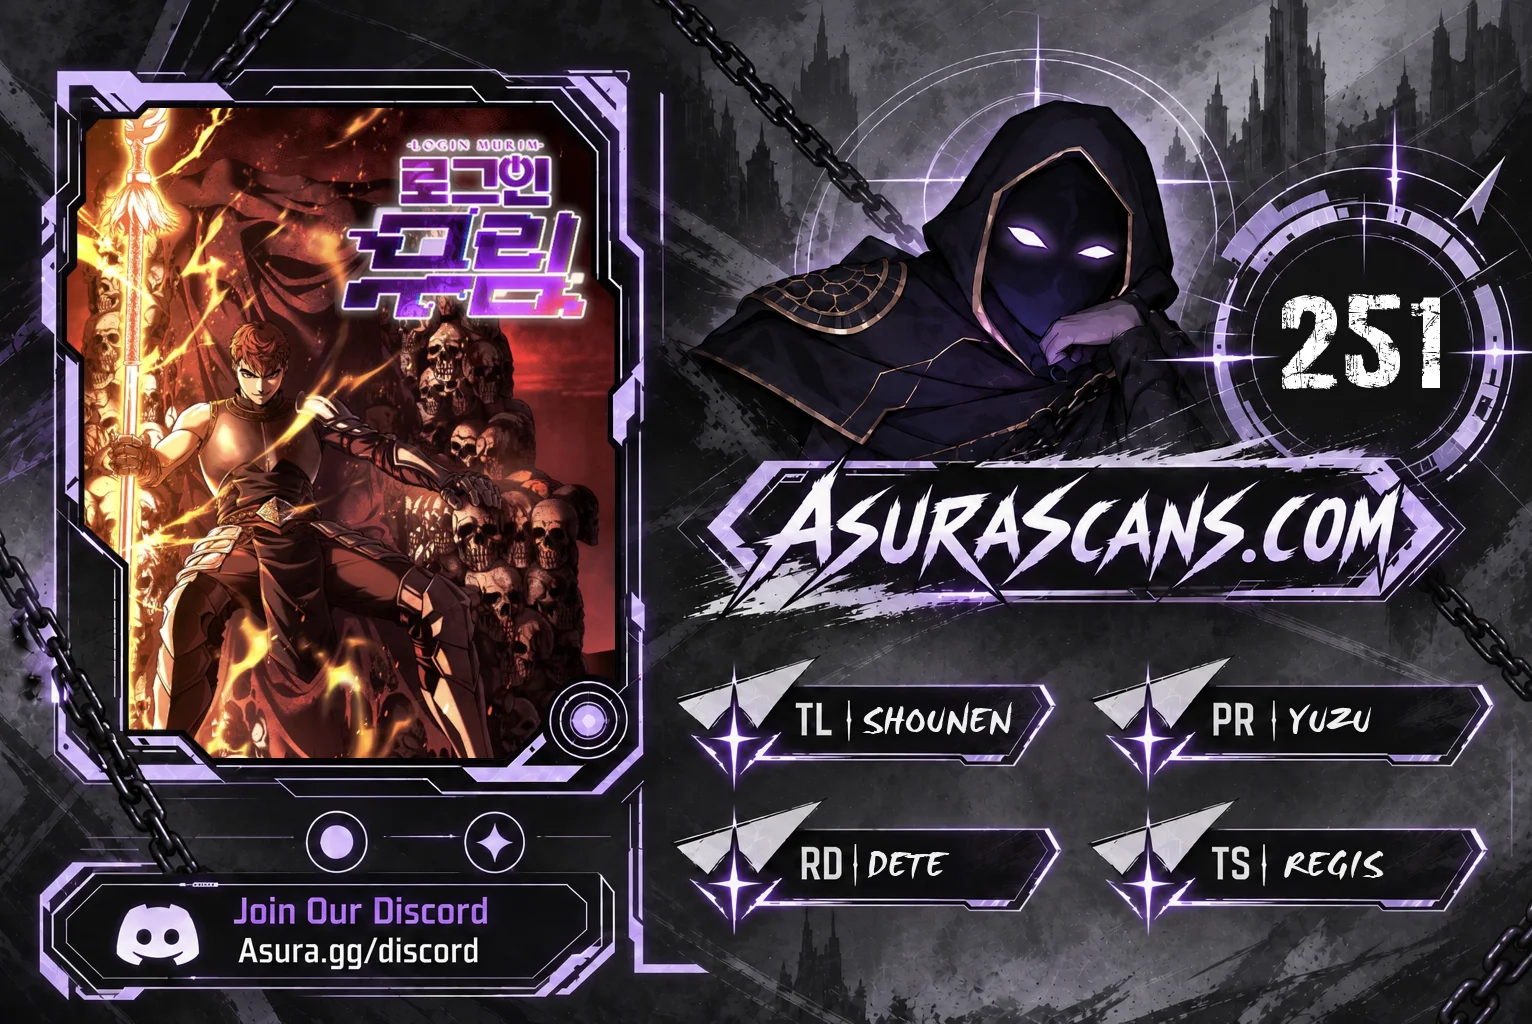 -LOGIN MURIM-
로그인
무림
251
ASURASCANS.COM
TL | SHOUNEN
PR | YUZU
RD | DETE
TS | REGIS
Join Our Discord
Asura.gg/discord